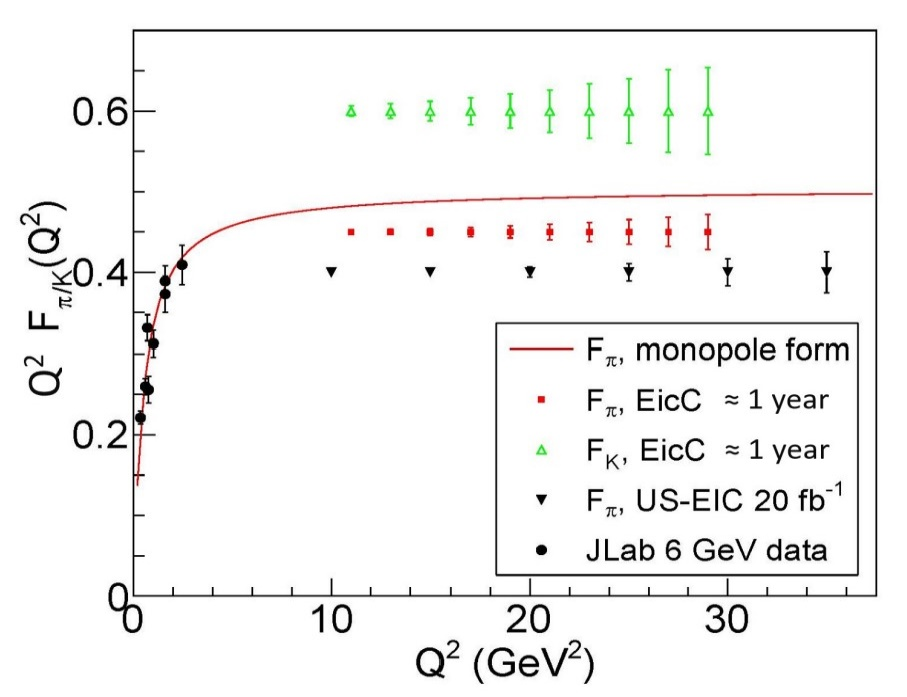 0.6
0.4
0.2
0
0
10
20
30
Q² F_π/K(Q²)
Q² (GeV²)
F_π, monopole form
F_π, EicC ≈ 1 year
F_K, EicC ≈ 1 year
F_π, US-EIC 20 fb⁻¹
JLab 6 GeV data